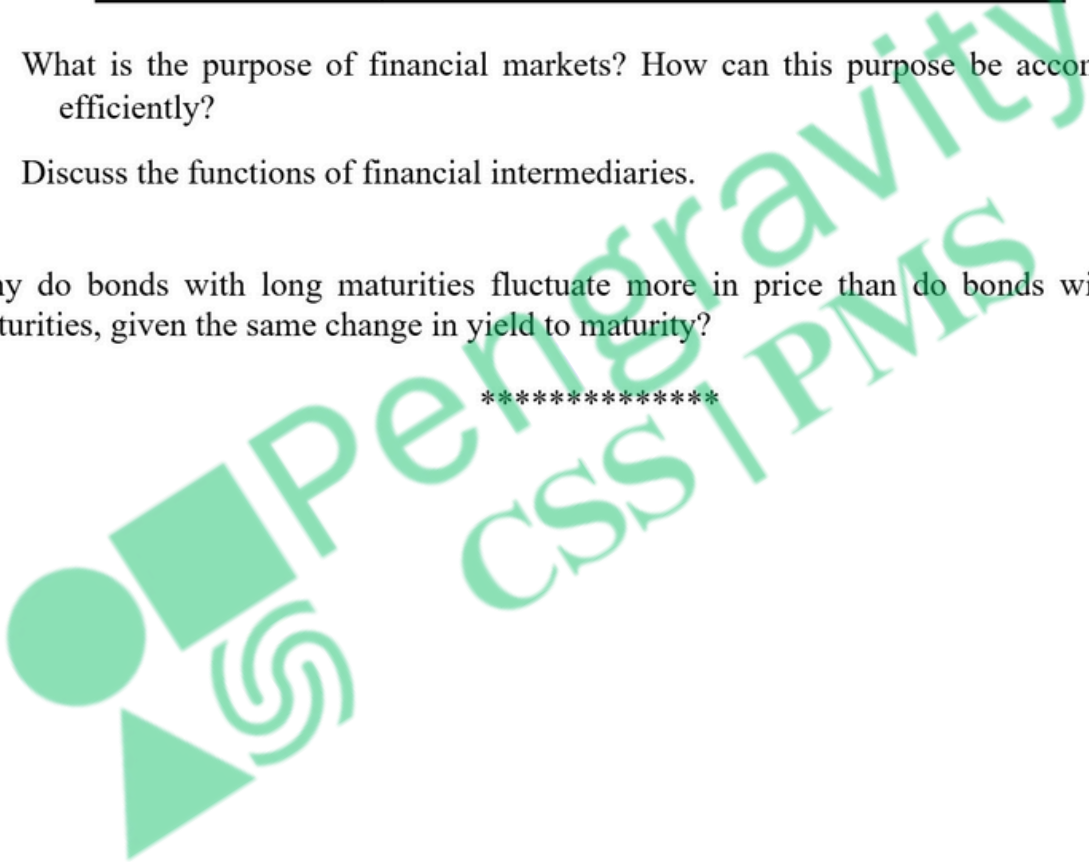 What is the purpose of financial markets? How can this purpose be accor
efficiently?
Discuss the functions of financial intermediaries.
ny do bonds with long maturities fluctuate more in price than do bonds wi
turities, given the same change in yield to maturity?
**************
Pengravity
CSS | PMS